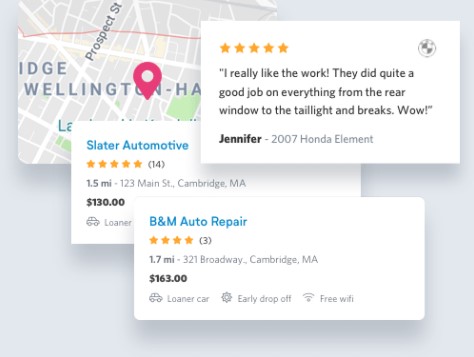 Prospect St
IDGE
WELLINGTON-HA
"I really like the work! They did quite a
good job on everything from the rear
window to the taillight and breaks. Wow!"
Jennifer - 2007 Honda Element
Slater Automotive
(14)
1.5 mi - 123 Main St., Cambridge, MA
$130.00
Loaner
B&M Auto Repair
(3)
1.7 mi - 321 Broadway., Cambridge, MA
$163.00
Loaner car Early drop off Free wifi